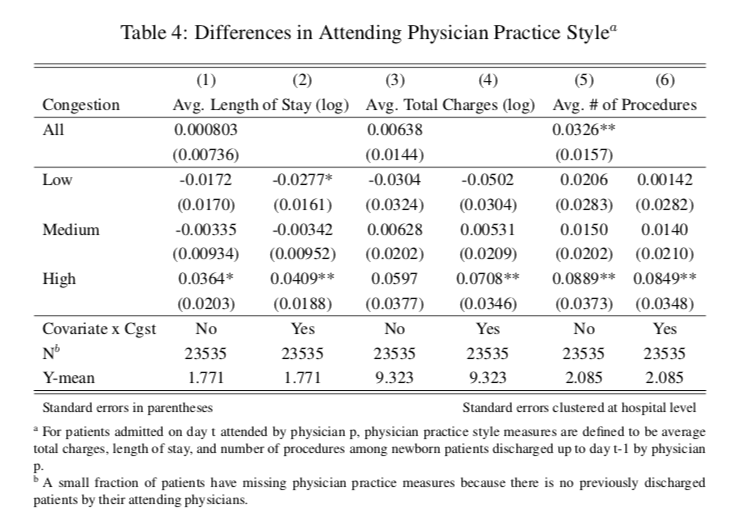 Table 4: Differences in Attending Physician Practice Style^a
(1) (2) (3) (4) (5) (6)
Congestion Avg. Length of Stay (log) Avg. Total Charges (log) Avg. # of Procedures
All 0.000803 0.00638 0.0326**
(0.00736) (0.0144) (0.0157)
Low -0.0172 -0.0277* -0.0304 -0.0502 0.0206 0.00142
(0.0170) (0.0161) (0.0324) (0.0304) (0.0283) (0.0282)
Medium -0.00335 -0.00342 0.00628 0.00531 0.0150 0.0140
(0.00934) (0.00952) (0.0202) (0.0209) (0.0202) (0.0210)
High 0.0364* 0.0409** 0.0597 0.0708** 0.0889** 0.0849**
(0.0203) (0.0188) (0.0377) (0.0346) (0.0373) (0.0348)
Covariate x Cgst No Yes No Yes No Yes
N^b 23535 23535 23535 23535 23535 23535
Y-mean 1.771 1.771 9.323 9.323 2.085 2.085
Standard errors in parentheses Standard errors clustered at hospital level
^a For patients admitted on day t attended by physician p, physician practice style measures are defined to be average
total charges, length of stay, and number of procedures among newborn patients discharged up to day t-1 by physician
p.
^b A small fraction of patients have missing physician practice measures because there is no previously discharged
patients by their attending physicians.